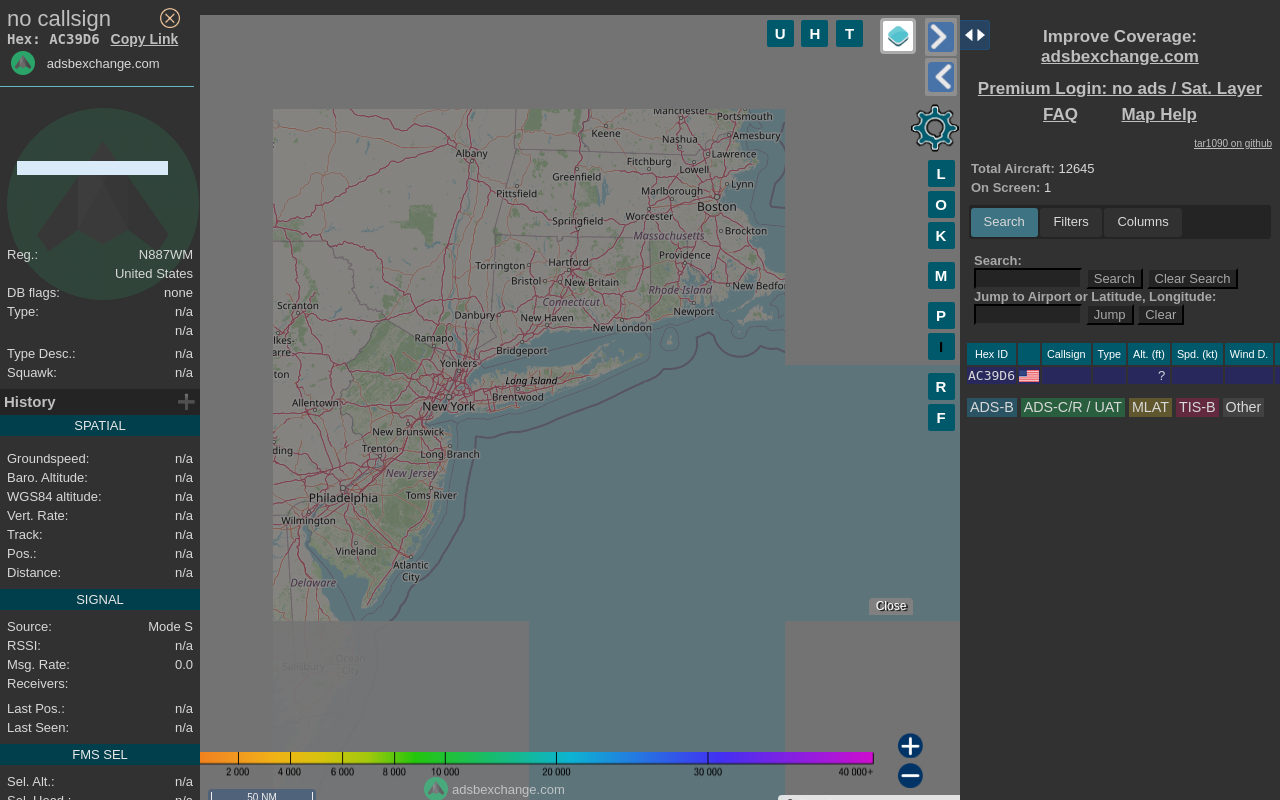 no callsign
Hex: AC39D6 Copy Link
adsbexchange.com
Reg.: N887WM
United States
DB flags: none
Type: n/a
n/a
Type Desc.: n/a
Squawk: n/a
History
SPATIAL
Groundspeed: n/a
Baro. Altitude: n/a
WGS84 altitude: n/a
Vert. Rate: n/a
Track: n/a
Pos.: n/a
Distance: n/a
SIGNAL
Source: Mode S
RSSI: n/a
Msg. Rate: 0.0
Receivers:
Last Pos.: n/a
Last Seen: n/a
FMS SEL
Sel. Alt.: n/a
U H T
L
O
K
M
P
I
R
F
Manchester
Portsmouth
Keene
Nashua
Amesbury
Albany
Fitchburg
Lawrence
Greenfield
Lowell
Pittsfield
Marlborough
Lynn
Boston
Springfield
Worcester
Massachusetts
Brockton
Torrington
Hartford
Providence
Bristol
New Britain
Rhode Island
New Bedfo
Scranton
Connecticut
Danbury
New Haven
Newport
New London
Ramapo
lkes-
arre
Bridgeport
Yonkers
ton
Long Island
Brentwood
Allentown
New York
New Brunswick
ding
Trenton
Long Branch
New Jersey
Philadelphia
Toms River
Wilmington
Vineland
Atlantic
City
Delaware
Salisbury
Ocean
City
Close
2 000 4 000 6 000 8 000 10 000 20 000 30 000 40 000+
50 NM
adsbexchange.com
Improve Coverage:
adsbexchange.com
Premium Login: no ads / Sat. Layer
FAQ Map Help
tar1090 on github
Total Aircraft: 12645
On Screen: 1
Search Filters Columns
Search:
Search Clear Search
Jump to Airport or Latitude, Longitude:
Jump Clear
Hex ID Callsign Type Alt. (ft) Spd. (kt) Wind D.
AC39D6 ?
ADS-B ADS-C/R / UAT MLAT TIS-B Other